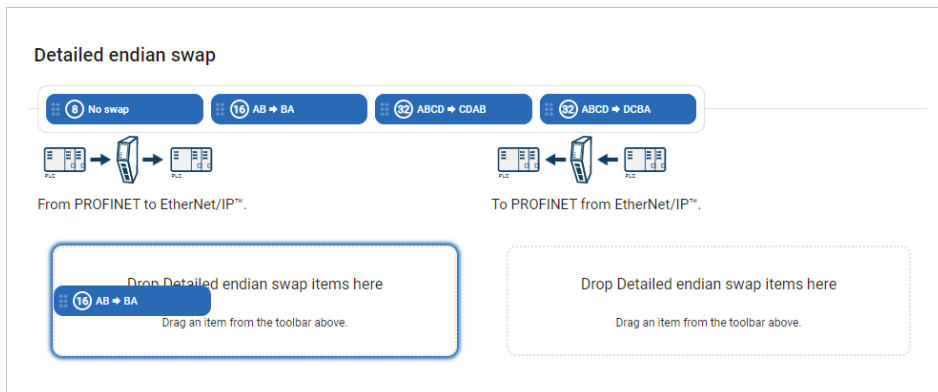 Detailed endian swap
8 No swap
16 AB ➡ BA
32 ABCD ➡ CDAB
32 ABCD ➡ DCBA
PLC PLC
PLC PLC
From PROFINET to EtherNet/IP™.
To PROFINET from EtherNet/IP™.
Drop Detailed endian swap items here
16 AB ➡ BA
Drag an item from the toolbar above.
Drop Detailed endian swap items here
Drag an item from the toolbar above.